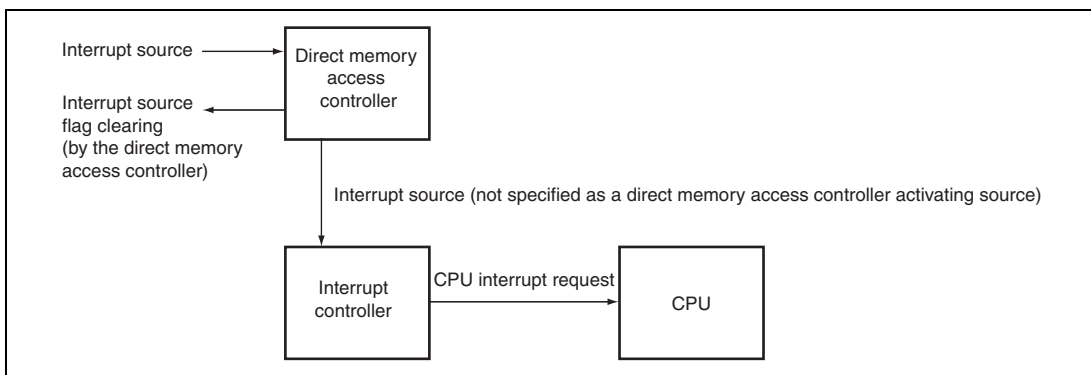 Interrupt source
Direct memory
access
controller
Interrupt source
flag clearing
(by the direct memory
access controller)
Interrupt source (not specified as a direct memory access controller activating source)
Interrupt
controller
CPU interrupt request
CPU